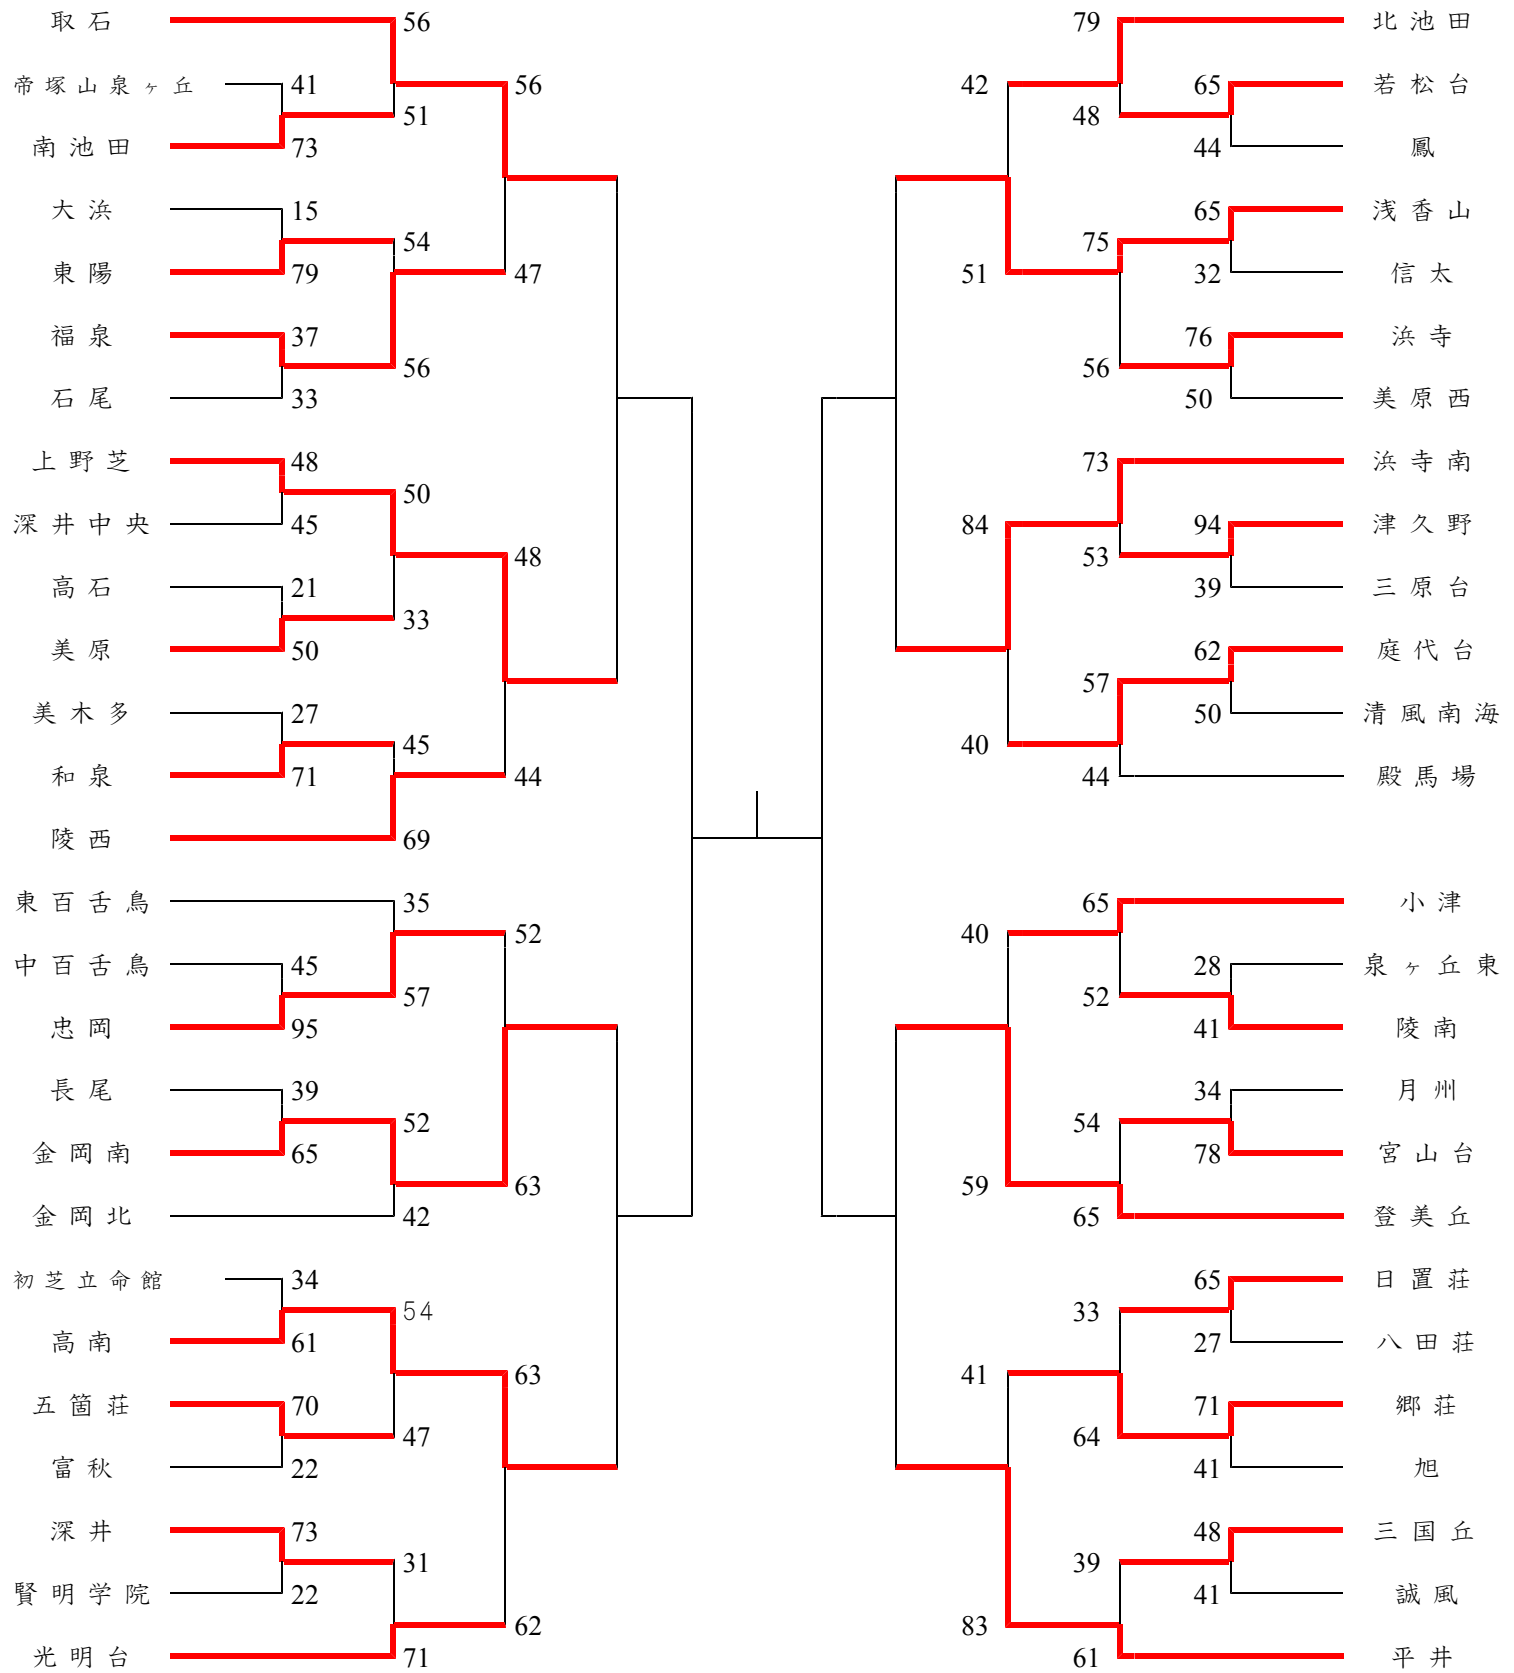 取石 56 79 北池田
帝塚山泉ヶ丘 41 56 42 65 若松台
51 48
南池田 73 44 鳳
大浜 15 65 浅香山
54 75
東陽 79 47 51 32 信太
福泉 37 76 浜寺
56 56
石尾 33 50 美原西
上野芝 48 73 浜寺南
50
深井中央 45 84 94 津久野
48 53
高石 21 39 三原台
33
美原 50 62 庭代台
57
美木多 27 50 清風南海
45 40
和泉 71 44 44 殿馬場
陵西 69
東百舌鳥 35 65 小津
52 40
中百舌鳥 45 28 泉ヶ丘東
57 52
忠岡 95 41 陵南
長尾 39 34 月州
52 54
金岡南 65 78 宮山台
63 59
金岡北 42 65 登美丘
初芝立命館 34 65 日置荘
54 33
高南 61 27 八田荘
63 41
五箇荘 70 71 郷荘
47 64
富秋 22 41 旭
深井 73 48 三国丘
31 39
賢明学院 22 41 誠風
62 83
光明台 71 61 平井